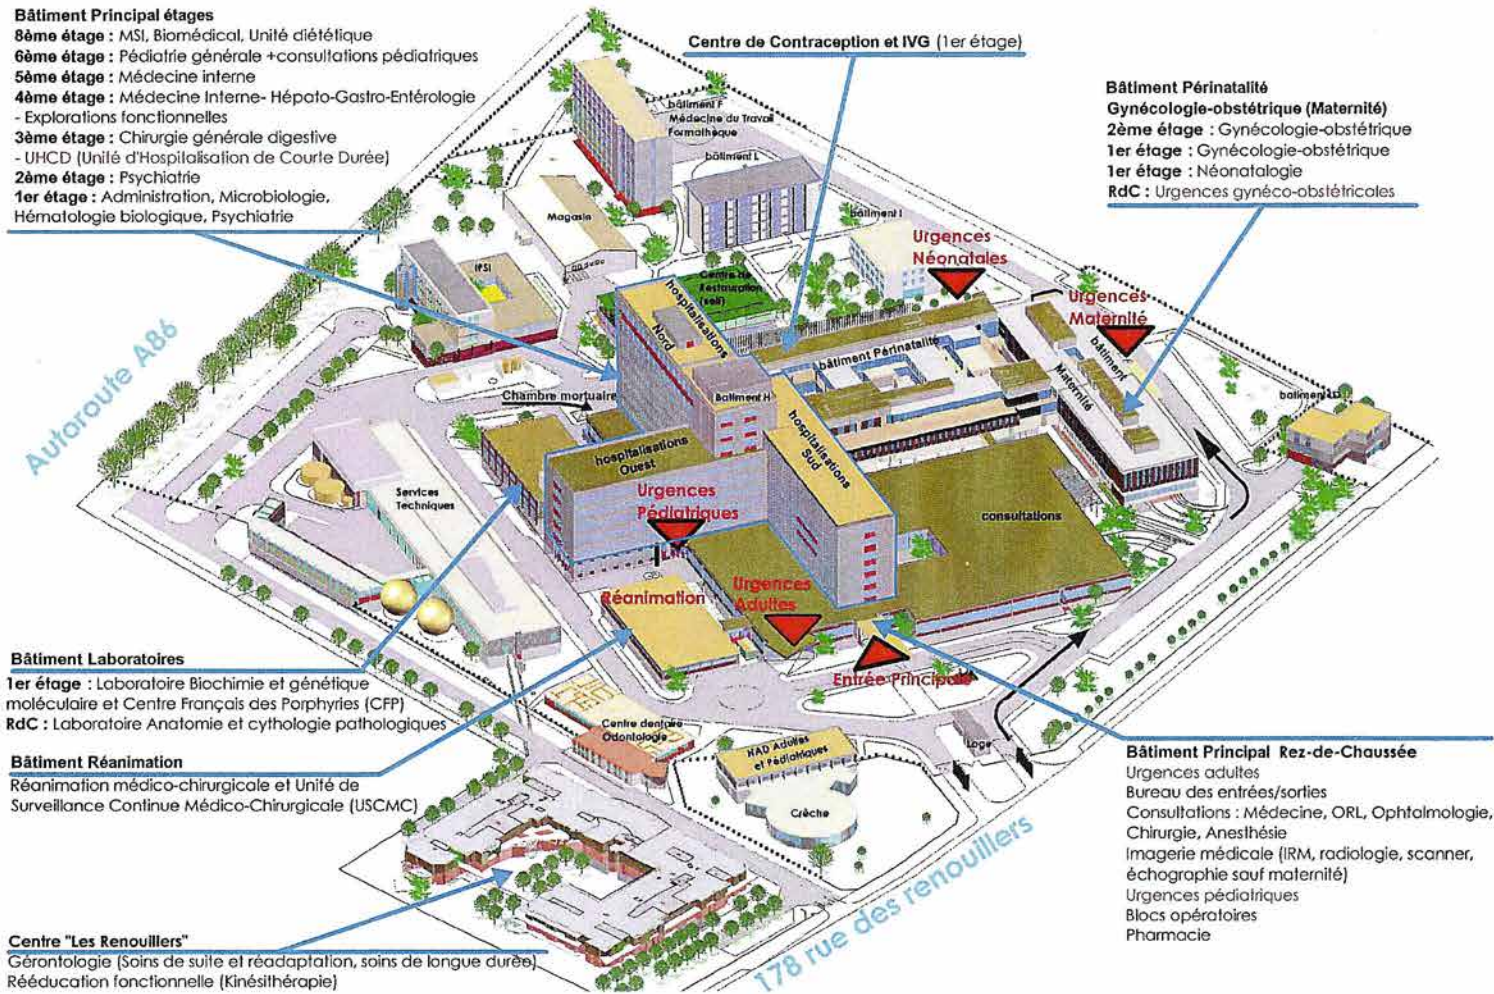 Bâtiment Principal étages
8ème étage : MSI, Biomédical, Unité diététique
6ème étage : Pédiatrie générale +consultations pédiatriques
5ème étage : Médecine interne
4ème étage : Médecine Interne- Hépato-Gastro-Entérologie
- Explorations fonctionnelles
3ème étage : Chirurgie générale digestive
- UHCD (Unité d'Hospitalisation de Courte Durée)
2ème étage : Psychiatrie
1er étage : Administration, Microbiologie,
Hématologie biologique, Psychiatrie
Centre de Contraception et IVG (1er étage)
Bâtiment Périnatalité
Gynécologie-obstétrique (Maternité)
2ème étage : Gynécologie-obstétrique
1er étage : Gynécologie-obstétrique
1er étage : Néonatalogie
RdC : Urgences gynéco-obstétricales
bâtiment F
Médecine du Travail
Formathèque
bâtiment L
Magasin
bâtiment I
Urgences
Néonatales
IFSI
Centre de
Restauration
(self)
Urgences
Maternité
hospitalisations
Nord
bâtiment Périnatalité
bâtiment
Maternité
Autoroute A86
Chambre mortuaire
Batiment H
hospitalisations
Ouest
hospitalisations
Sud
Services
Techniques
Urgences
Pédiatriques
consultations
Réanimation
Urgences
Adultes
Entrée Principale
Bâtiment Laboratoires
1er étage : Laboratoire Biochimie et génétique
moléculaire et Centre Français des Porphyries (CFP)
RdC : Laboratoire Anatomie et cythologie pathologiques
Centre dentaire
Odontologie
HAD Adultes
et Pédiatriques
Loge
Crèche
Bâtiment Réanimation
Réanimation médico-chirurgicale et Unité de
Surveillance Continue Médico-Chirurgicale (USCMC)
Bâtiment Principal Rez-de-Chaussée
Urgences adultes
Bureau des entrées/sorties
Consultations : Médecine, ORL, Ophtalmologie,
Chirurgie, Anesthésie
Imagerie médicale (IRM, radiologie, scanner,
échographie sauf maternité)
Urgences pédiatriques
Blocs opératoires
Pharmacie
178 rue des renouillers
Centre "Les Renouillers"
Gérontologie (Soins de suite et réadaptation, soins de longue durée)
Rééducation fonctionnelle (Kinésithérapie)